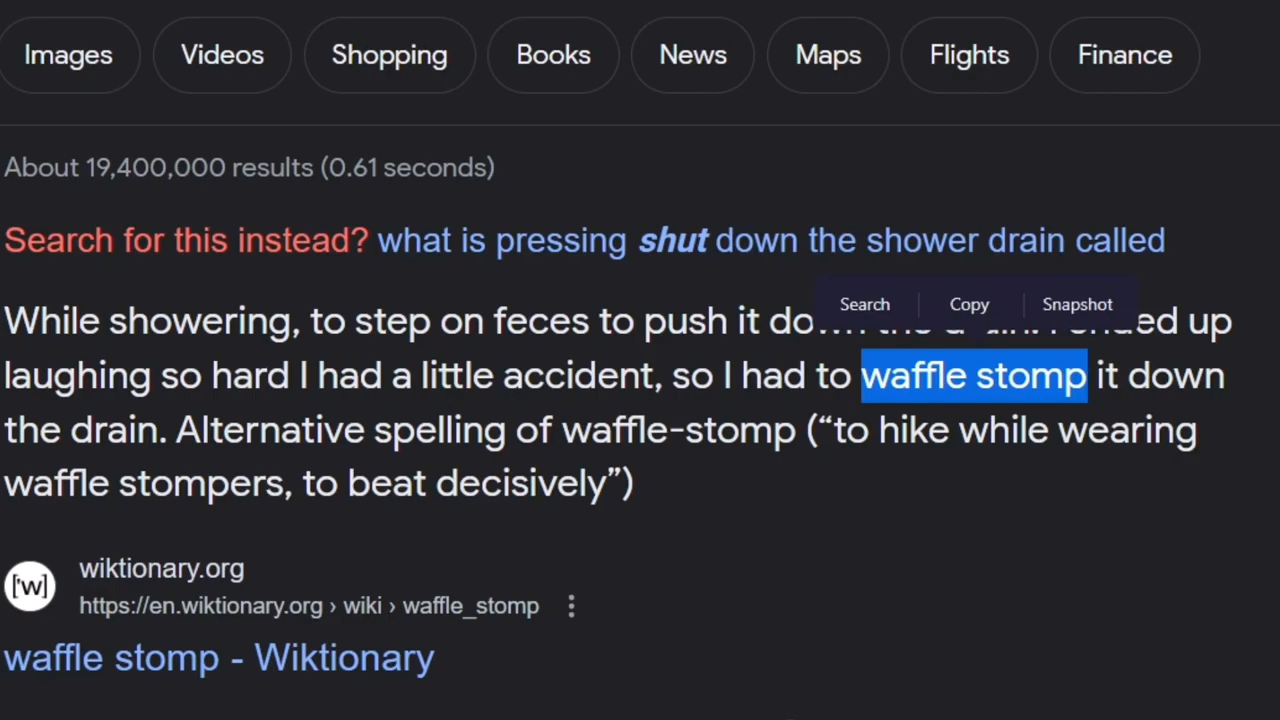 Images Videos Shopping Books News Maps Flights Finance
About 19,400,000 results (0.61 seconds)
Search for this instead? what is pressing shut down the shower drain called
Search Copy Snapshot
While showering, to step on feces to push it down the drain. I ended up
laughing so hard I had a little accident, so I had to waffle stomp it down
the drain. Alternative spelling of waffle-stomp (“to hike while wearing
waffle stompers, to beat decisively”)
['w]
wiktionary.org
https://en.wiktionary.org › wiki › waffle_stomp
waffle stomp - Wiktionary